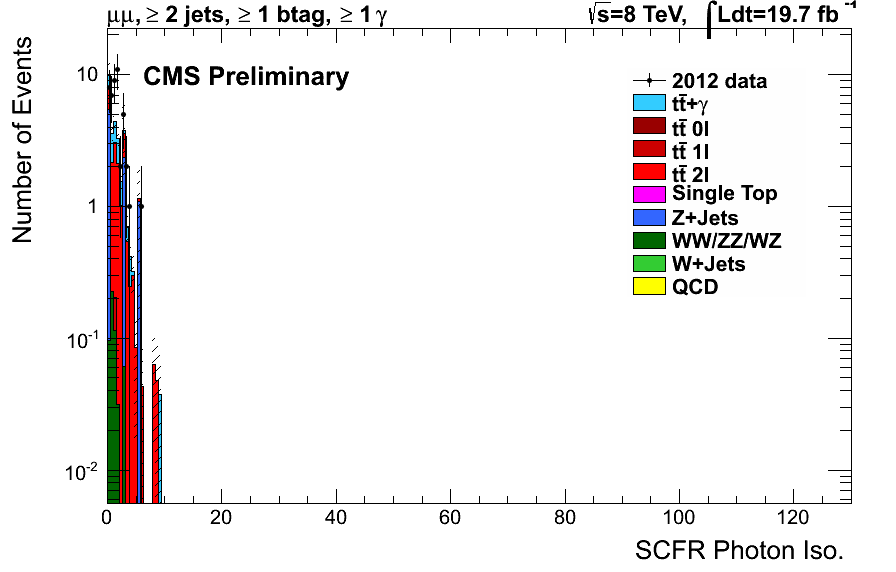 μμ, ≥ 2 jets, ≥ 1 btag, ≥ 1 γ
√s=8 TeV, ∫Ldt=19.7 fb⁻¹
CMS Preliminary
2012 data
tt̄+γ
tt̄ 0l
tt̄ 1l
tt̄ 2l
Single Top
Z+Jets
WW/ZZ/WZ
W+Jets
QCD
Number of Events
10
1
10⁻¹
10⁻²
0 20 40 60 80 100 120
SCFR Photon Iso.